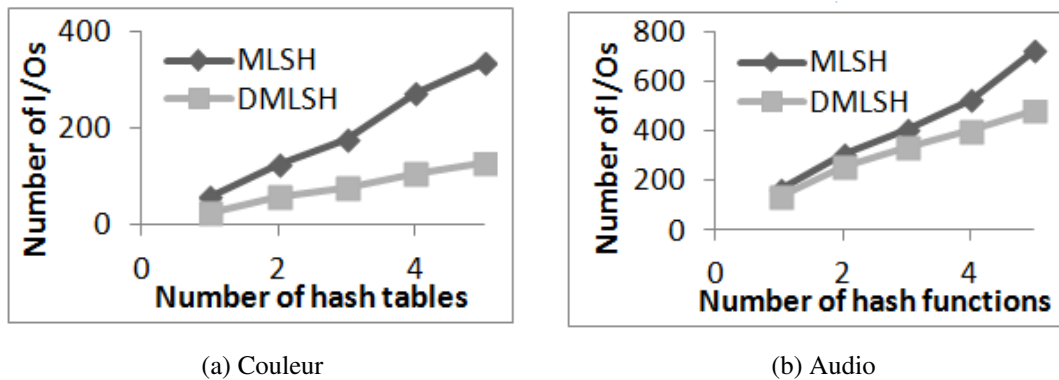 400
200
0
0
2
4
Number of I/Os
MLSH
DMLSH
Number of hash tables
(a) Couleur
800
600
400
200
0
0
2
4
Number of I/Os
MLSH
DMLSH
Number of hash functions
(b) Audio